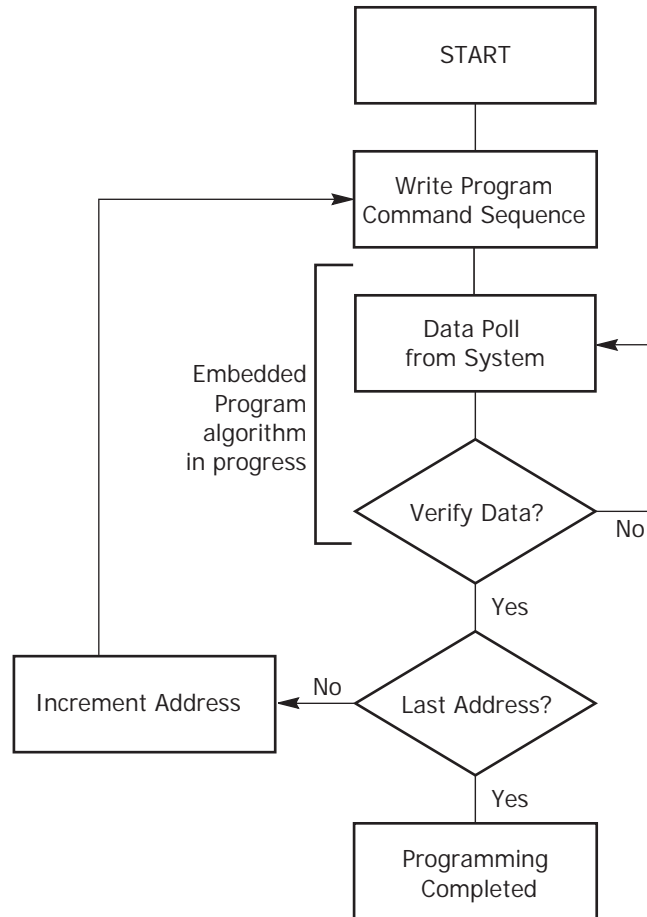 START
Write Program
Command Sequence
Data Poll
from System
Embedded
Program
algorithm
in progress
Verify Data?
No
Yes
Increment Address
No
Last Address?
Yes
Programming
Completed